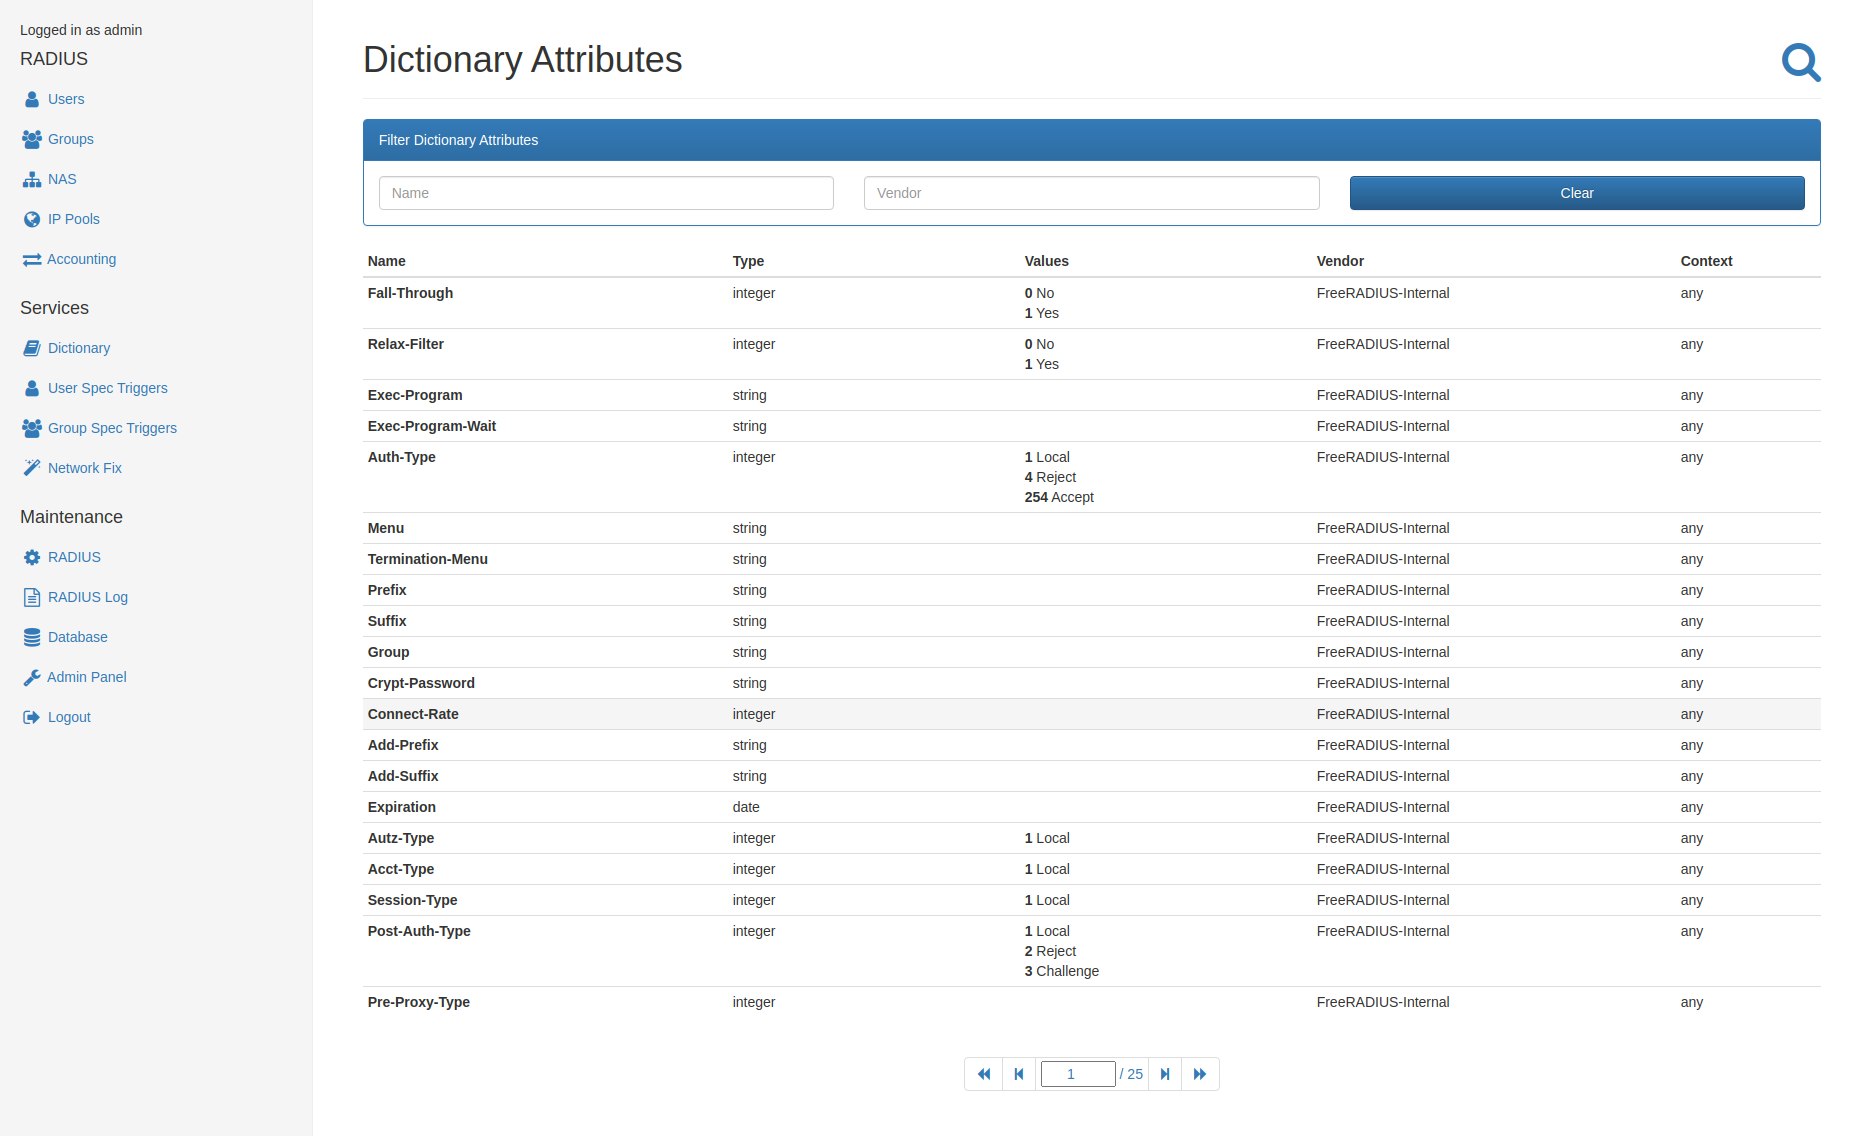 Logged in as admin
RADIUS
Users
Groups
NAS
IP Pools
Accounting
Services
Dictionary
User Spec Triggers
Group Spec Triggers
Network Fix
Maintenance
RADIUS
RADIUS Log
Database
Admin Panel
Logout
Dictionary Attributes
Filter Dictionary Attributes
Name Vendor Clear
Name Type Values Vendor Context
Fall-Through integer 0 No FreeRADIUS-Internal any
1 Yes
Relax-Filter integer 0 No FreeRADIUS-Internal any
1 Yes
Exec-Program string FreeRADIUS-Internal any
Exec-Program-Wait string FreeRADIUS-Internal any
Auth-Type integer 1 Local FreeRADIUS-Internal any
4 Reject
254 Accept
Menu string FreeRADIUS-Internal any
Termination-Menu string FreeRADIUS-Internal any
Prefix string FreeRADIUS-Internal any
Suffix string FreeRADIUS-Internal any
Group string FreeRADIUS-Internal any
Crypt-Password string FreeRADIUS-Internal any
Connect-Rate integer FreeRADIUS-Internal any
Add-Prefix string FreeRADIUS-Internal any
Add-Suffix string FreeRADIUS-Internal any
Expiration date FreeRADIUS-Internal any
Autz-Type integer 1 Local FreeRADIUS-Internal any
Acct-Type integer 1 Local FreeRADIUS-Internal any
Session-Type integer 1 Local FreeRADIUS-Internal any
Post-Auth-Type integer 1 Local FreeRADIUS-Internal any
2 Reject
3 Challenge
Pre-Proxy-Type integer FreeRADIUS-Internal any
1 / 25